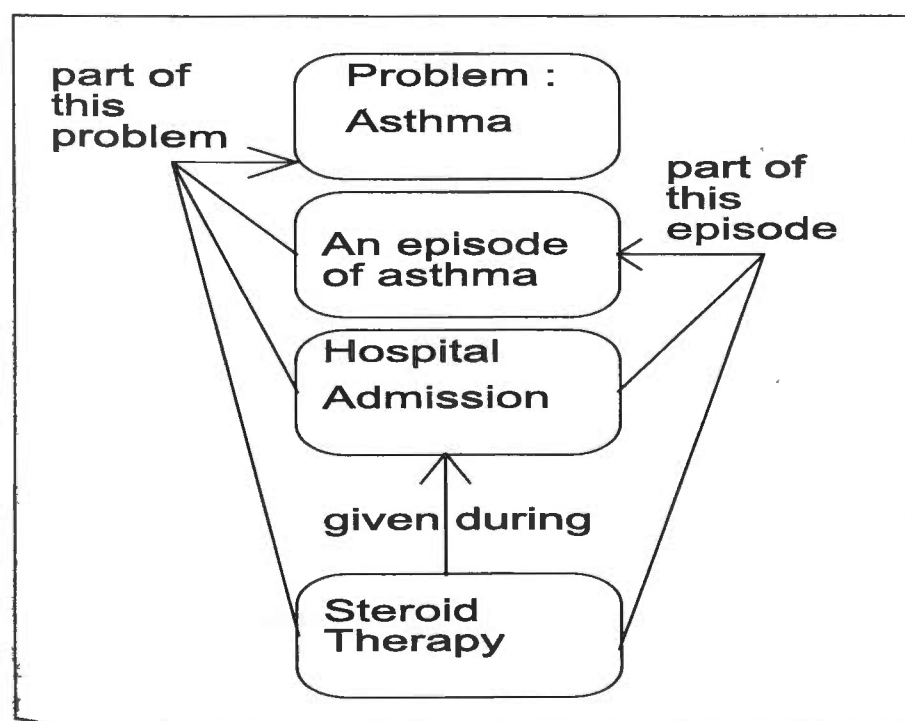 part of
this
problem
Problem :
Asthma
part of
this
episode
An episode
of asthma
Hospital
Admission
given during
Steroid
Therapy